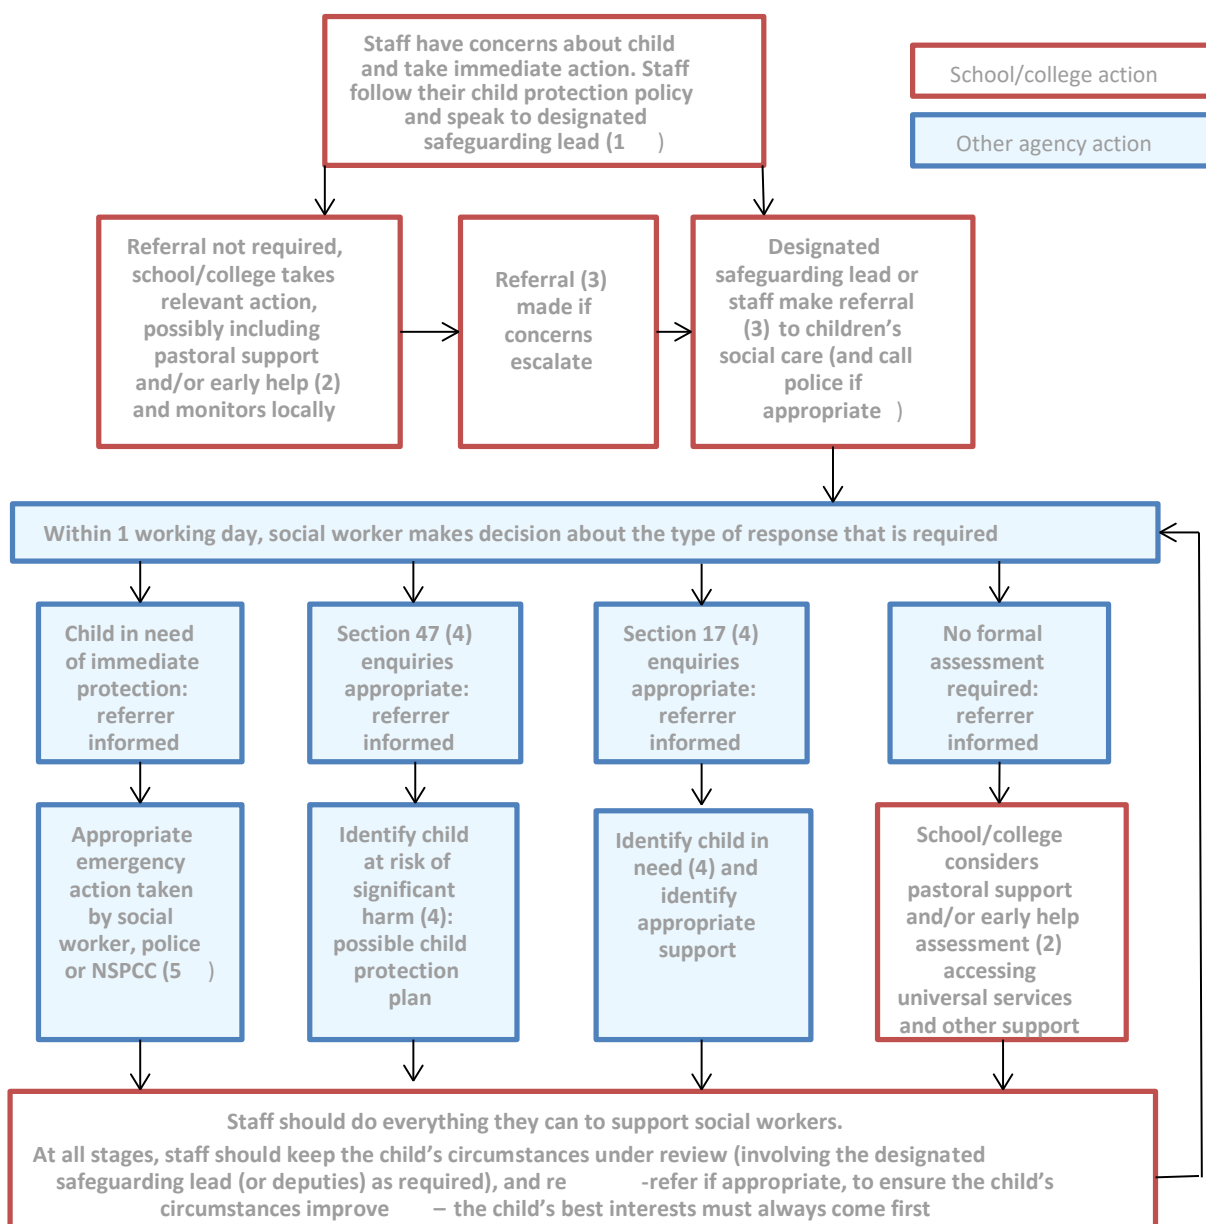 Staff have concerns about child
and take immediate action. Staff
follow their child protection policy
and speak to designated
safeguarding lead (1 )
School/college action
Other agency action
Referral not required,
school/college takes
relevant action,
possibly including
pastoral support
and/or early help (2)
and monitors locally
Referral (3)
made if
concerns
escalate
Designated
safeguarding lead or
staff make referral
(3) to children’s
social care (and call
police if
appropriate )
Within 1 working day, social worker makes decision about the type of response that is required
Child in need
of immediate
protection:
referrer
informed
Section 47 (4)
enquiries
appropriate:
referrer
informed
Section 17 (4)
enquiries
appropriate:
referrer
informed
No formal
assessment
required:
referrer
informed
Appropriate
emergency
action taken
by social
worker, police
or NSPCC (5 )
Identify child
at risk of
significant
harm (4):
possible child
protection
plan
Identify child in
need (4) and
identify
appropriate
support
School/college
considers
pastoral support
and/or early help
assessment (2)
accessing
universal services
and other support
Staff should do everything they can to support social workers.
At all stages, staff should keep the child’s circumstances under review (involving the designated
safeguarding lead (or deputies) as required), and re -refer if appropriate, to ensure the child’s
circumstances improve – the child’s best interests must always come first